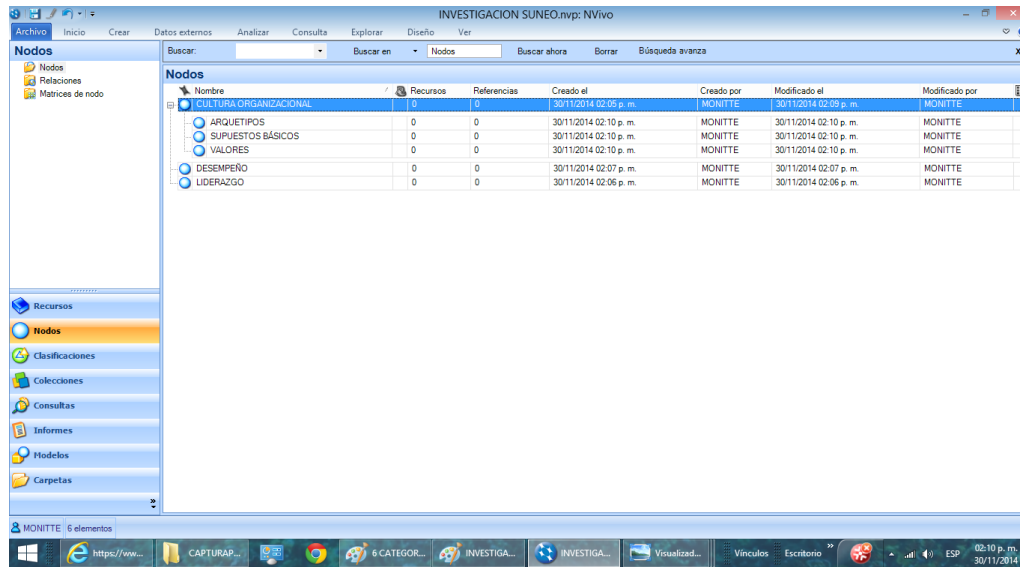 INVESTIGACION SUNEO.nvp: NVivo
Archivo Inicio Crear Datos externos Analizar Consulta Explorar Diseño Ver
Nodos
Buscar: Buscar en Nodos Buscar ahora Borrar Búsqueda avanza
Nodos
Relaciones
Matrices de nodo
Nodos
Nombre Recursos Referencias Creado el Creado por Modificado el Modificado por
CULTURA ORGANIZACIONAL 0 0 30/11/2014 02:05 p. m. MONITTE 30/11/2014 02:09 p. m. MONITTE
ARQUETIPOS 0 0 30/11/2014 02:10 p. m. MONITTE 30/11/2014 02:10 p. m. MONITTE
SUPUESTOS BÁSICOS 0 0 30/11/2014 02:10 p. m. MONITTE 30/11/2014 02:10 p. m. MONITTE
VALORES 0 0 30/11/2014 02:10 p. m. MONITTE 30/11/2014 02:10 p. m. MONITTE
DESEMPEÑO 0 0 30/11/2014 02:07 p. m. MONITTE 30/11/2014 02:07 p. m. MONITTE
LIDERAZGO 0 0 30/11/2014 02:06 p. m. MONITTE 30/11/2014 02:06 p. m. MONITTE
Recursos
Nodos
Clasificaciones
Colecciones
Consultas
Informes
Modelos
Carpetas
MONITTE 6 elementos
https://ww... CAPTURAP... 6 CATEGOR... INVESTIGA... INVESTIGA... Visualizad... Vínculos Escritorio ESP 02:10 p. m.
30/11/2014